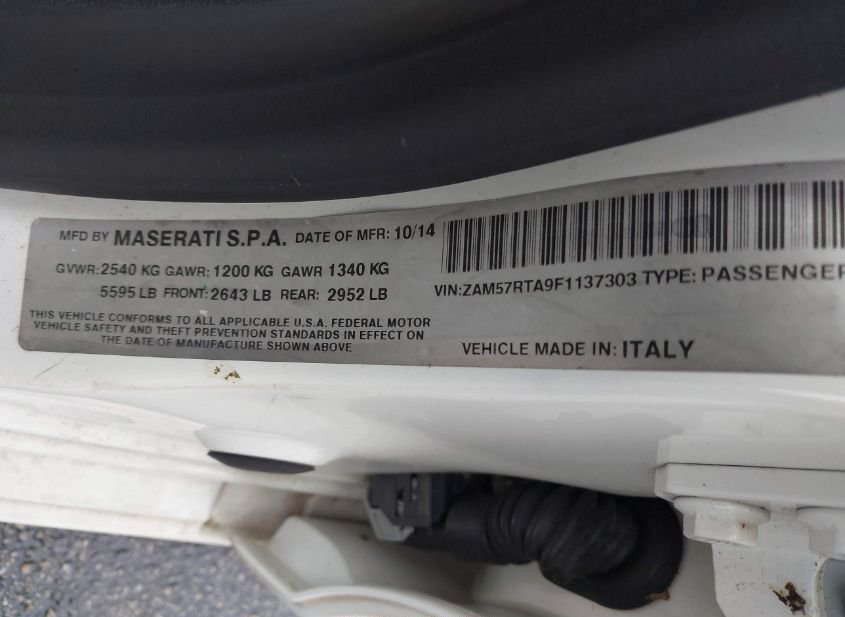 MFD BY MASERATI S.P.A. DATE OF MFR: 10/14
GVWR:2540 KG GAWR:1200 KG GAWR 1340 KG
5595 LB FRONT:2643 LB REAR: 2952 LB
THIS VEHICLE CONFORMS TO ALL APPLICABLE U.S.A. FEDERAL MOTOR
VEHICLE SAFETY AND THEFT PREVENTION STANDARDS IN EFFECT ON
THE DATE OF MANUFACTURE SHOWN ABOVE
VIN:ZAM57RTA9F1137303 TYPE: PASSENGER
VEHICLE MADE IN: ITALY